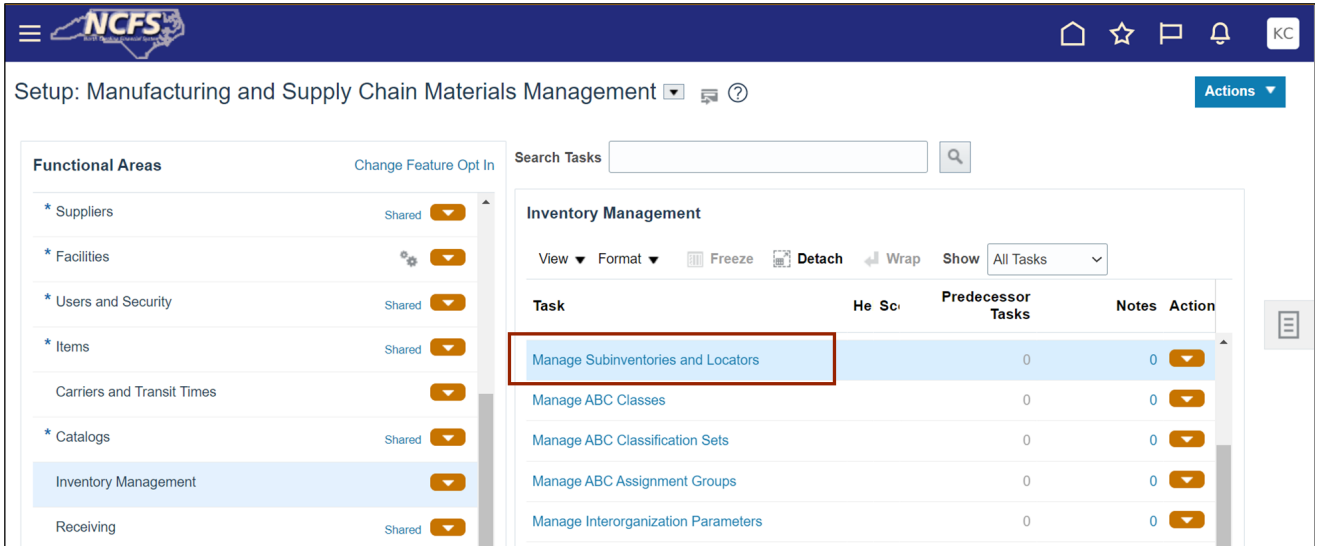 NCFS
North Carolina Financial System
KC
Setup: Manufacturing and Supply Chain Materials Management
Actions
Functional Areas
Change Feature Opt In
* Suppliers Shared
* Facilities
* Users and Security Shared
* Items Shared
Carriers and Transit Times
* Catalogs Shared
Inventory Management
Receiving Shared
Search Tasks
Inventory Management
View Format Freeze Detach Wrap Show All Tasks
Task He Sc Predecessor Tasks Notes Action
Manage Subinventories and Locators 0 0
Manage ABC Classes 0 0
Manage ABC Classification Sets 0 0
Manage ABC Assignment Groups 0 0
Manage Interorganization Parameters 0 0